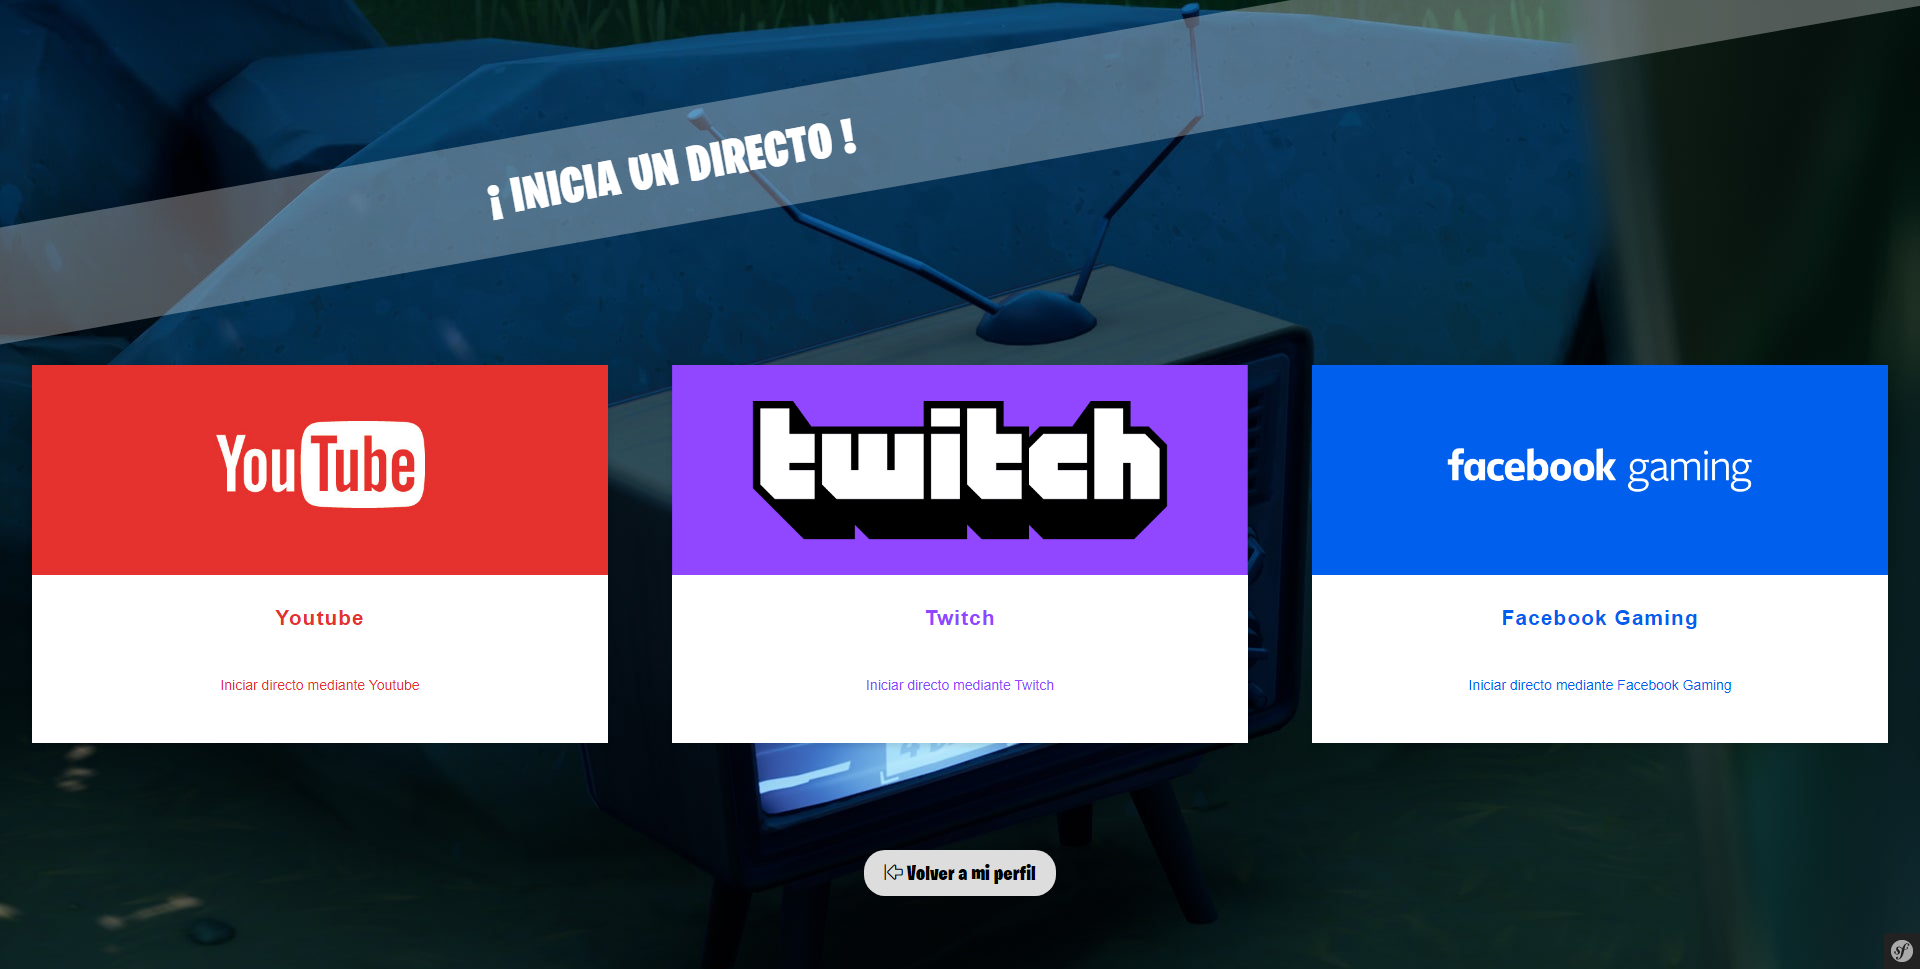 ¡ INICIA UN DIRECTO !
YouTube
twitch
facebook gaming
Youtube
Twitch
Facebook Gaming
Iniciar directo mediante Youtube
Iniciar directo mediante Twitch
Iniciar directo mediante Facebook Gaming
Volver a mi perfil
sf